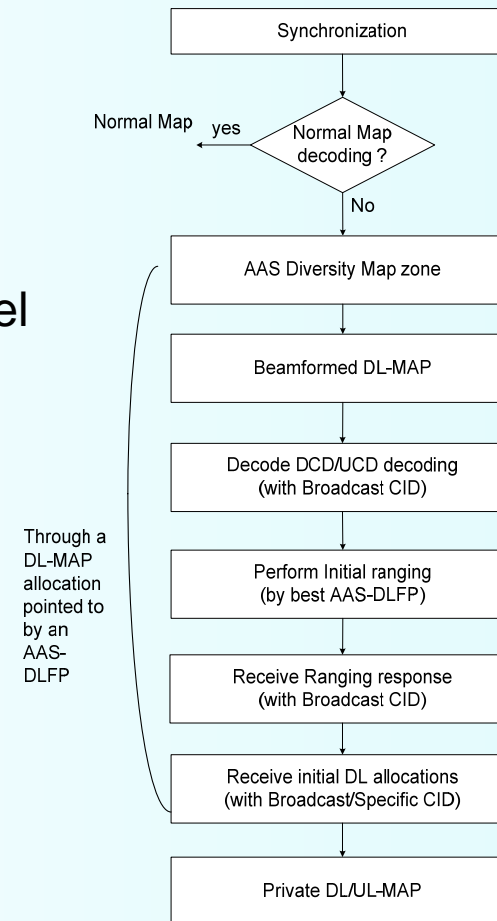 Synchronization
Normal Map
yes
Normal Map
decoding ?
No
AAS Diversity Map zone
el
Beamformed DL-MAP
Decode DCD/UCD decoding
(with Broadcast CID)
Through a
DL-MAP
allocation
pointed to
by an
AAS-
DLFP
Perform Initial ranging
(by best AAS-DLFP)
Receive Ranging response
(with Broadcast CID)
Receive initial DL allocations
(with Broadcast/Specific CID)
Private DL/UL-MAP